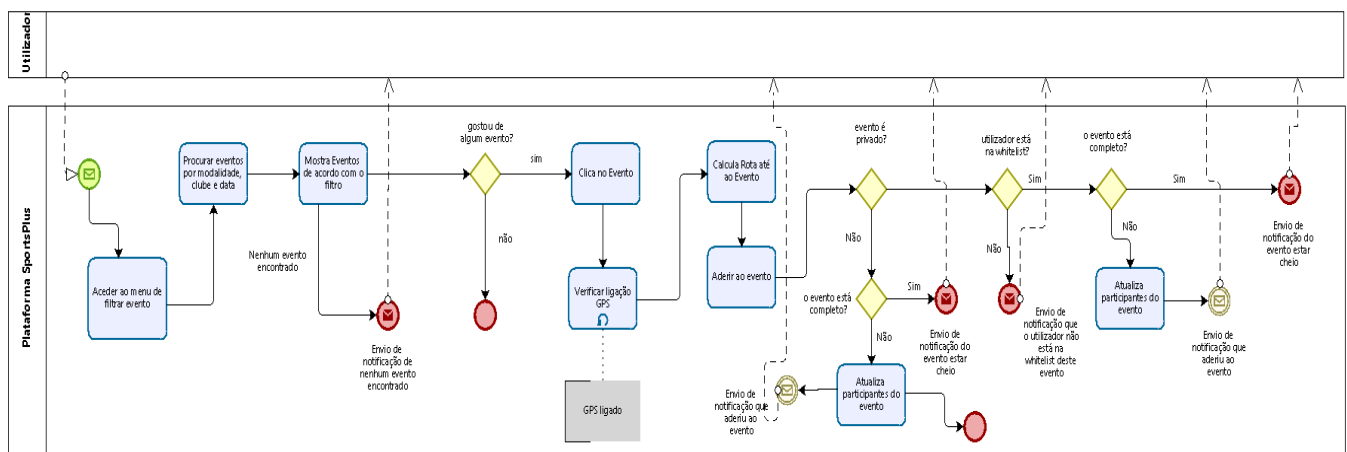 Utilizador
Plataforma SportsPlus
Aceder ao menu de
filtrar evento
Procurar eventos
por modalidade,
clube e data
Mostra Eventos
de acordo com o
filtro
Nenhum evento
encontrado
Envio de
notificação de
nenhum evento
encontrado
gostou de
algum evento?
sim
não
Clica no Evento
Verificar ligação
GPS
GPS ligado
Calcula Rota até
ao Evento
Aderir ao evento
evento é
privado?
Não
o evento está
completo?
Sim
Envio de
notificação do
evento estar
cheio
Não
Atualiza
participantes do
evento
Envio de
notificação que
aderiu ao
evento
utilizador está
na whitelist?
Sim
Não
Envio de
notificação que
o utilizador não
está na
whitelist deste
evento
o evento está
completo?
Sim
Não
Atualiza
participantes do
evento
Envio de
notificação que
aderiu ao
evento
Envio de
notificação do
evento estar
cheio